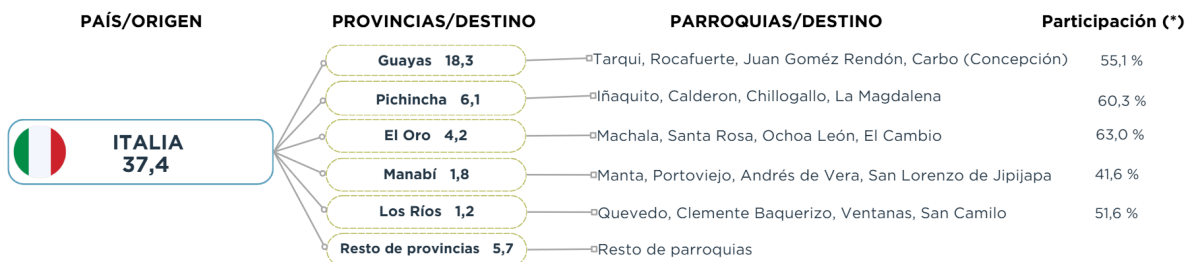 PAÍS/ORIGEN PROVINCIAS/DESTINO PARROQUIAS/DESTINO Participación (*)
Guayas 18,3 Tarqui, Rocafuerte, Juan Goméz Rendón, Carbo (Concepción) 55,1 %
Pichincha 6,1 Iñaquito, Calderon, Chillogallo, La Magdalena 60,3 %
ITALIA
37,4
El Oro 4,2 Machala, Santa Rosa, Ochoa León, El Cambio 63,0 %
Manabí 1,8 Manta, Portoviejo, Andrés de Vera, San Lorenzo de Jipijapa 41,6 %
Los Ríos 1,2 Quevedo, Clemente Baquerizo, Ventanas, San Camilo 51,6 %
Resto de provincias 5,7 Resto de parroquias